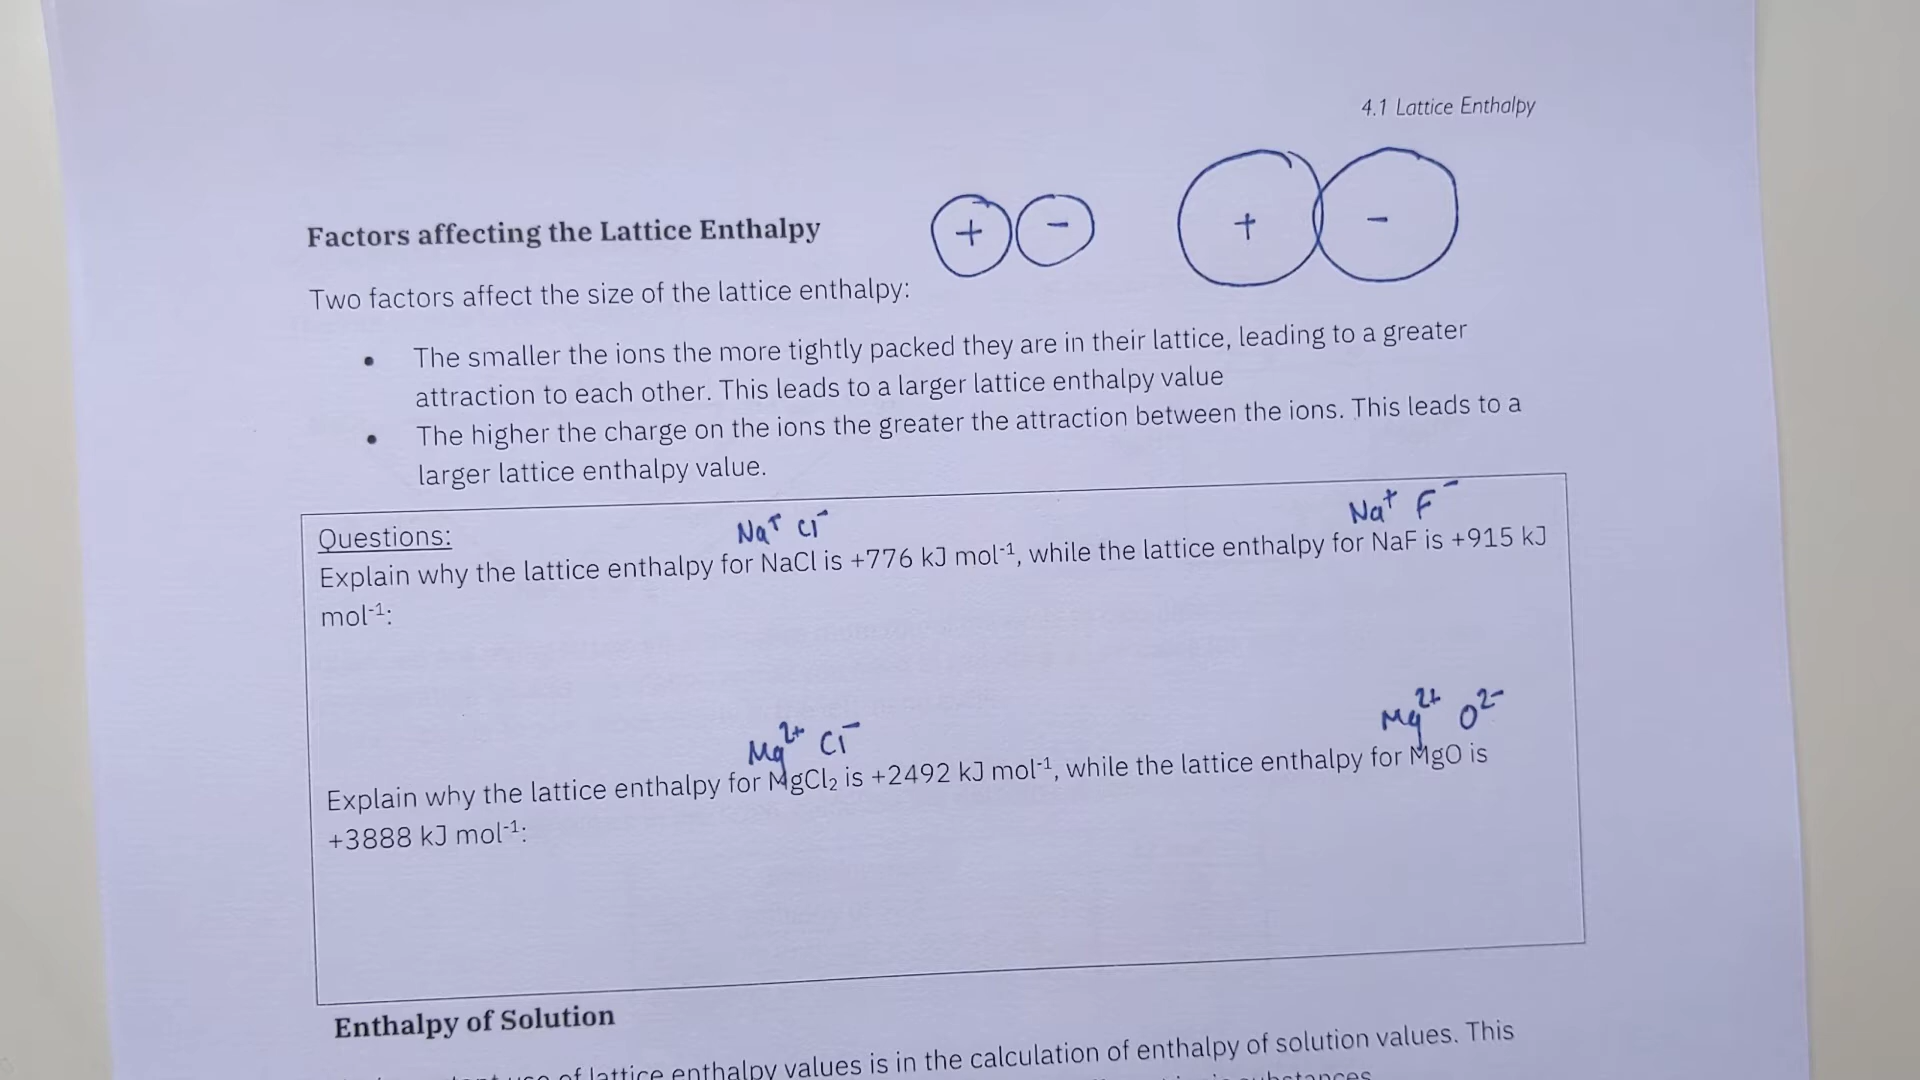 4.1 Lattice Enthalpy
+ - + -
Factors affecting the Lattice Enthalpy
Two factors affect the size of the lattice enthalpy:
• The smaller the ions the more tightly packed they are in their lattice, leading to a greater
attraction to each other. This leads to a larger lattice enthalpy value
• The higher the charge on the ions the greater the attraction between the ions. This leads to a
larger lattice enthalpy value.
Questions:
Na⁺ Cl⁻ Na⁺ F⁻
Explain why the lattice enthalpy for NaCl is +776 kJ mol⁻¹, while the lattice enthalpy for NaF is +915 kJ
mol⁻¹:
Mg²⁺ Cl⁻ Mg²⁺ O²⁻
Explain why the lattice enthalpy for MgCl₂ is +2492 kJ mol⁻¹, while the lattice enthalpy for MgO is
+3888 kJ mol⁻¹:
Enthalpy of Solution
use of lattice enthalpy values is in the calculation of enthalpy of solution values. This